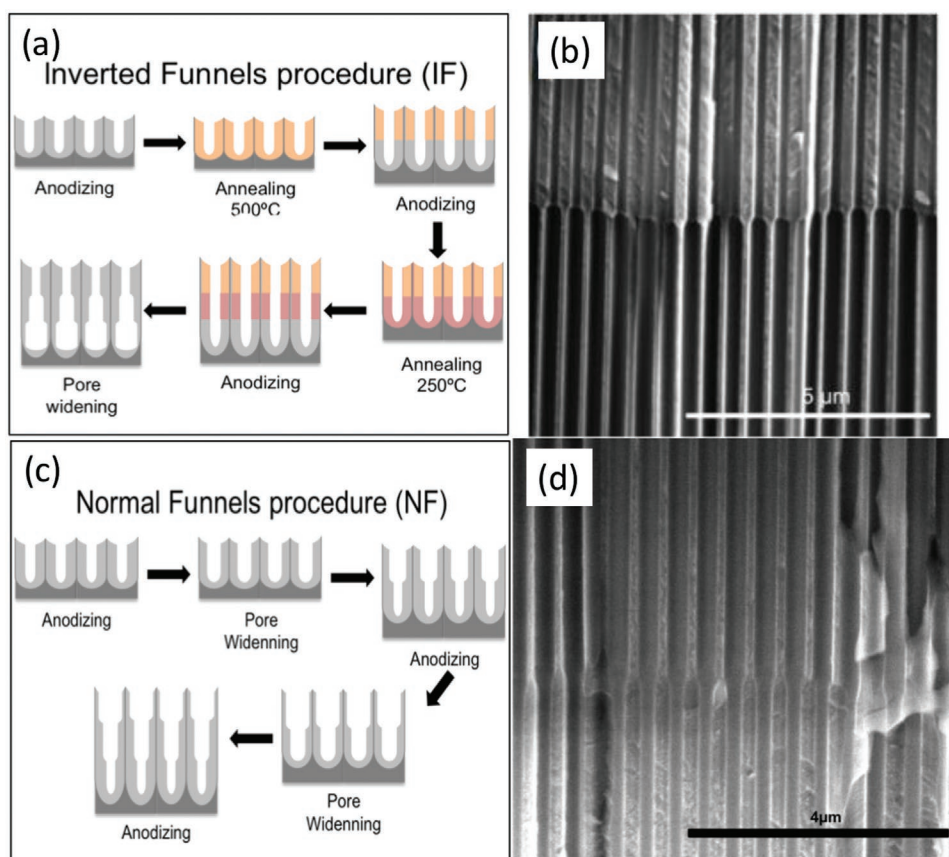 (a)
Inverted Funnels procedure (IF)
Anodizing
Annealing
500ºC
Anodizing
Pore
widening
Anodizing
Annealing
250ºC
(b)
5 µm
(c)
Normal Funnels procedure (NF)
Anodizing
Pore
Widenning
Anodizing
Anodizing
Pore
Widenning
(d)
4µm